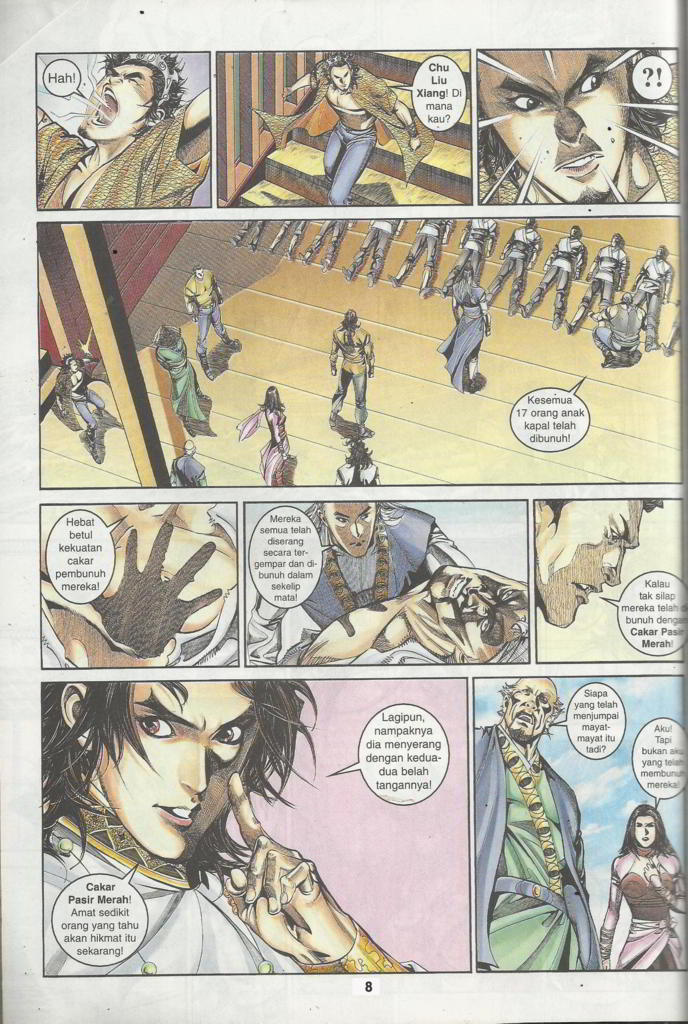 Hah!
Chu
Liu
Xiang! Di
mana
kau?
?!
Kesemua
17 orang anak
kapal telah
dibunuh!
Hebat
betul
kekuatan
cakar
pembunuh
mereka!
Mereka
semua telah
diserang
secara ter-
gempar dan di-
bunuh dalam
sekelip
mata!
Kalau
tak silap
mereka telah di
bunuh dengan
Cakar Pasir
Merah!
Lagipun,
nampaknya
dia menyerang
dengan kedua-
dua belah
tangannya!
Cakar
Pasir Merah!
Amat sedikit
orang yang tahu
akan hikmat itu
sekarang!
Siapa
yang telah
menjumpai
mayat-
mayat itu
tadi?
Aku!
Tapi
bukan aku
yang telah
membunuh
mereka!
8